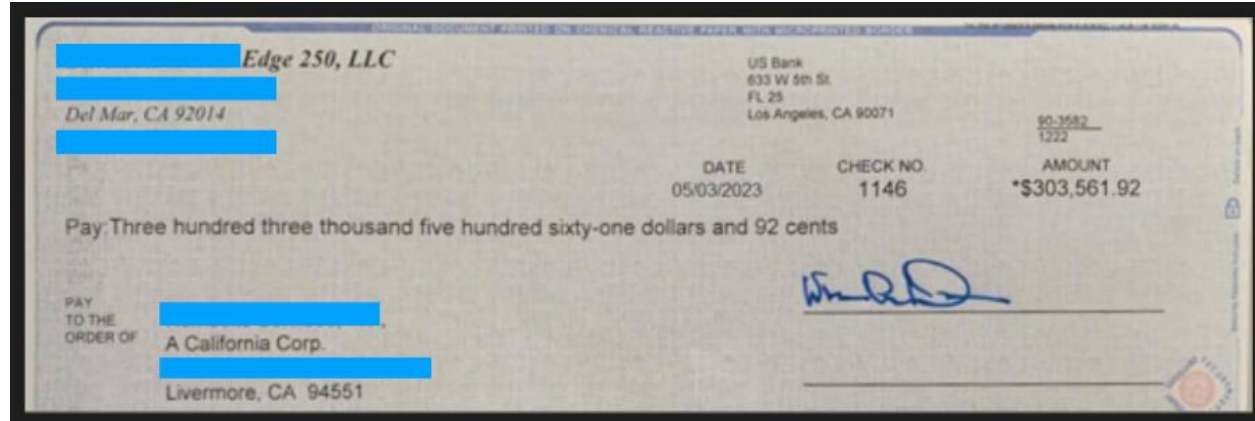 ORIGINAL DOCUMENT PRINTED ON CHEMICAL REACTIVE PAPER WITH MICROPRINTED BORDER
Edge 250, LLC
Del Mar, CA 92014
US Bank
633 W 5th St.
FL 25
Los Angeles, CA 90071
90-3582
1222
DATE CHECK NO. AMOUNT
05/03/2023 1146 *$303,561.92
Pay:Three hundred three thousand five hundred sixty-one dollars and 92 cents
PAY
TO THE
ORDER OF
A California Corp.
Livermore, CA 94551